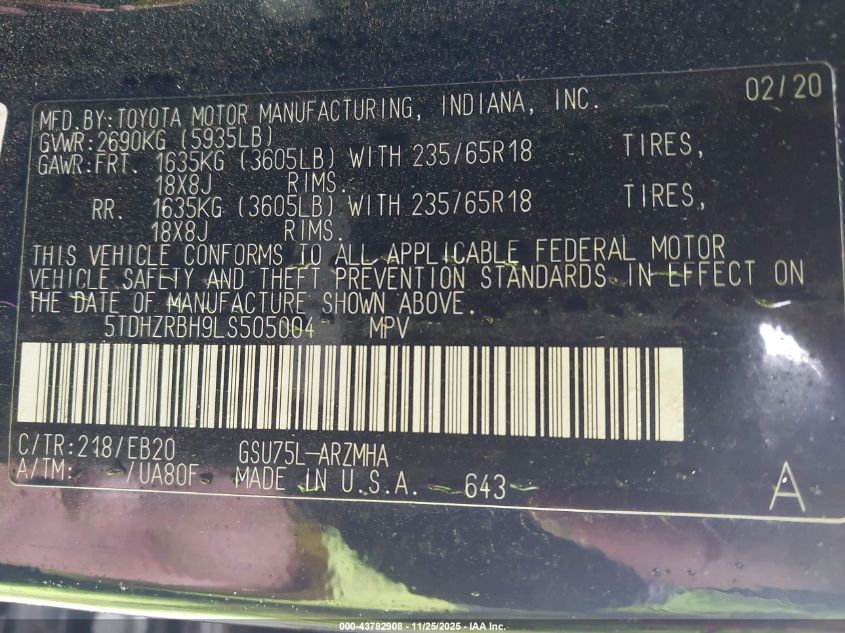 MFD.BY:TOYOTA MOTOR MANUFACTURING, INDIANA, INC. 02/20
GVWR:2690KG (5935LB)
GAWR:FRT. 1635KG (3605LB) WITH 235/65R18 TIRES,
18X8J RIMS.
RR. 1635KG (3605LB) WITH 235/65R18 TIRES,
18X8J RIMS.
THIS VEHICLE CONFORMS TO ALL APPLICABLE FEDERAL MOTOR
VEHICLE SAFETY AND THEFT PREVENTION STANDARDS IN EFFECT ON
THE DATE OF MANUFACTURE SHOWN ABOVE.
5TDHZRBH9LS505004 MPV
C/TR:218/EB20 GSU75L-ARZMHA
A/TM: /UA80F MADE IN U.S.A. 643 A
000-43782908 - 11/25/2025 - IAA Inc.